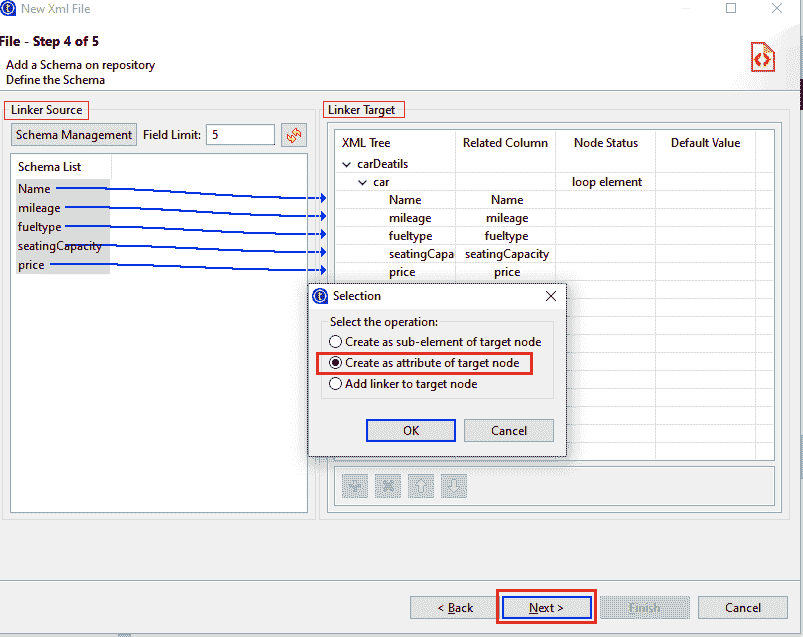 New Xml File
File - Step 4 of 5
Add a Schema on repository
Define the Schema
Linker Source
Schema Management Field Limit: 5
Schema List
Name
mileage
fueltype
seatingCapacity
price
Linker Target
XML Tree Related Column Node Status Default Value
carDeatils
car loop element
Name Name
mileage mileage
fueltype fueltype
seatingCapa seatingCapacity
price price
Selection
Select the operation:
Create as sub-element of target node
Create as attribute of target node
Add linker to target node
OK Cancel
< Back Next > Finish Cancel